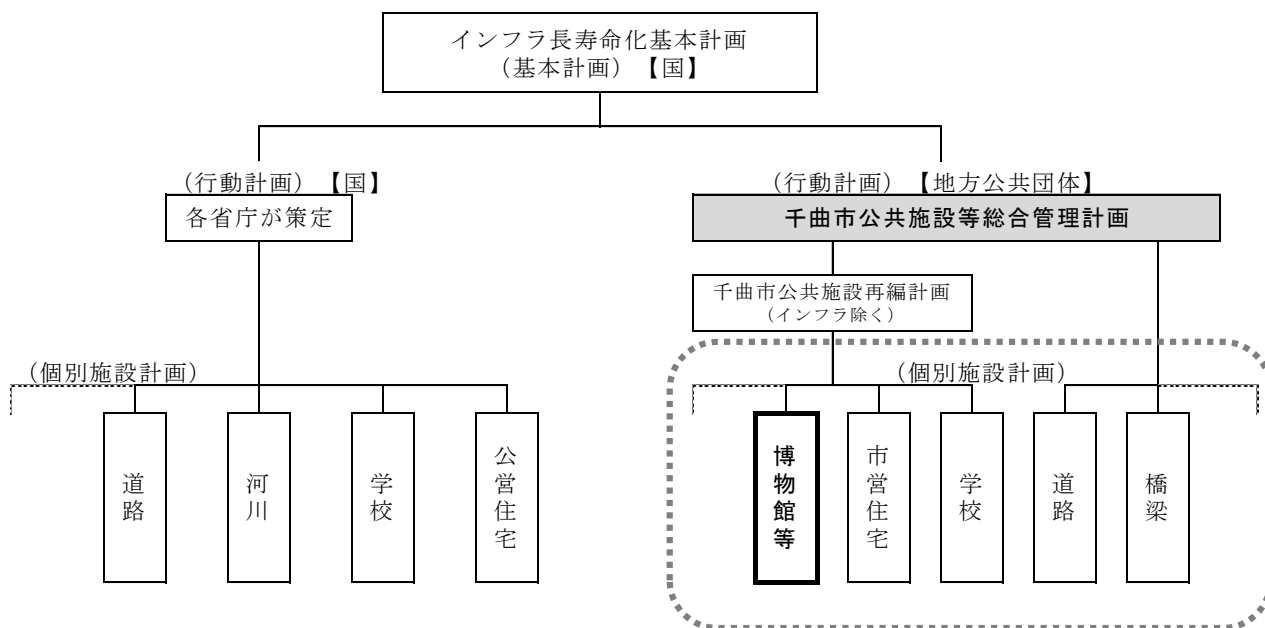 インフラ長寿命化基本計画
（基本計画）【国】
（行動計画）【国】
各省庁が策定
（行動計画）【地方公共団体】
千曲市公共施設等総合管理計画
千曲市公共施設再編計画
（インフラ除く）
（個別施設計画）
道路
河川
学校
公営住宅
（個別施設計画）
博物館等
市営住宅
学校
道路
橋梁